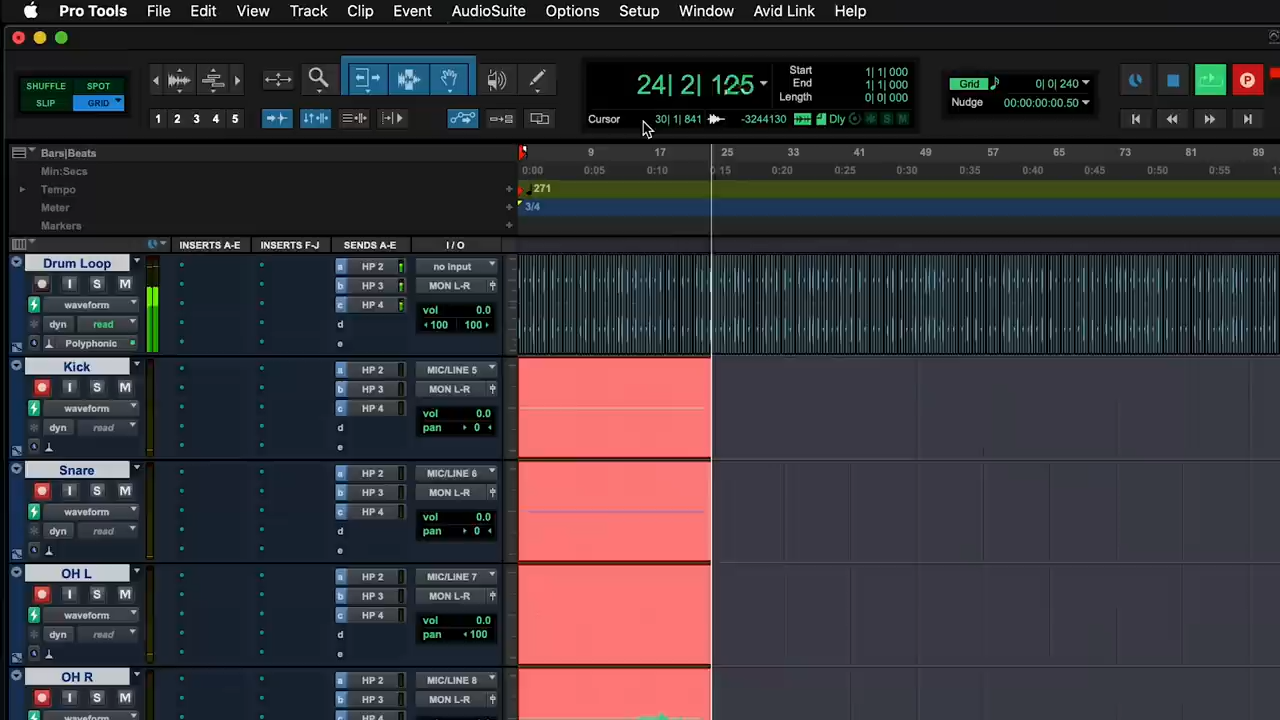 Pro Tools File Edit View Track Clip Event AudioSuite Options Setup Window Avid Link Help
SHUFFLE SPOT
SLIP GRID
1 2 3 4 5
24| 2| 125
Start 1| 1| 000
End 1| 1| 000
Length 0| 0| 000
Cursor 30| 1| 841 -3244130 Dly S M
Grid 0| 0| 240
Nudge 00:00:00:00.50
P
Bars|Beats 9 17 25 33 41 49 57 65 73 81 89
Min:Secs 0:00 0:05 0:10 0:15 0:20 0:25 0:30 0:35 0:40 0:45 0:50 0:55
Tempo 271
Meter 3/4
Markers
INSERTS A-E INSERTS F-J SENDS A-E I / O
Drum Loop a HP 2 no input
I S M b HP 3 MON L-R
waveform c HP 4 vol 0.0
dyn read d 100 100
Polyphonic e
Kick a HP 2 MIC/LINE 5
I S M b HP 3 MON L-R
waveform c HP 4 vol 0.0
dyn read d pan 0
e
Snare a HP 2 MIC/LINE 6
I S M b HP 3 MON L-R
waveform c HP 4 vol 0.0
dyn read d pan 0
e
OH L a HP 2 MIC/LINE 7
I S M b HP 3 MON L-R
waveform c HP 4 vol 0.0
dyn read d pan 100
e
OH R a HP 2 MIC/LINE 8
I S M b HP 3 MON L-R
waveform c HP 4 vol 0.0